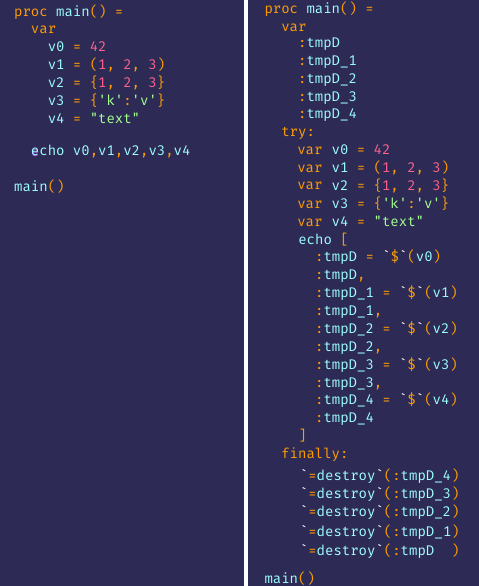 proc main() =
  var
    v0 = 42
    v1 = (1, 2, 3)
    v2 = {1, 2, 3}
    v3 = {'k':'v'}
    v4 = "text"

  echo v0,v1,v2,v3,v4

main()

proc main() =
  var
    :tmpD
    :tmpD_1
    :tmpD_2
    :tmpD_3
    :tmpD_4
  try:
    var v0 = 42
    var v1 = (1, 2, 3)
    var v2 = {1, 2, 3}
    var v3 = {'k':'v'}
    var v4 = "text"
    echo [
      :tmpD = `$`(v0)
      :tmpD,
      :tmpD_1 = `$`(v1)
      :tmpD_1,
      :tmpD_2 = `$`(v2)
      :tmpD_2,
      :tmpD_3 = `$`(v3)
      :tmpD_3,
      :tmpD_4 = `$`(v4)
      :tmpD_4
    ]
  finally:
    `=destroy`(:tmpD_4)
    `=destroy`(:tmpD_3)
    `=destroy`(:tmpD_2)
    `=destroy`(:tmpD_1)
    `=destroy`(:tmpD  )

main()